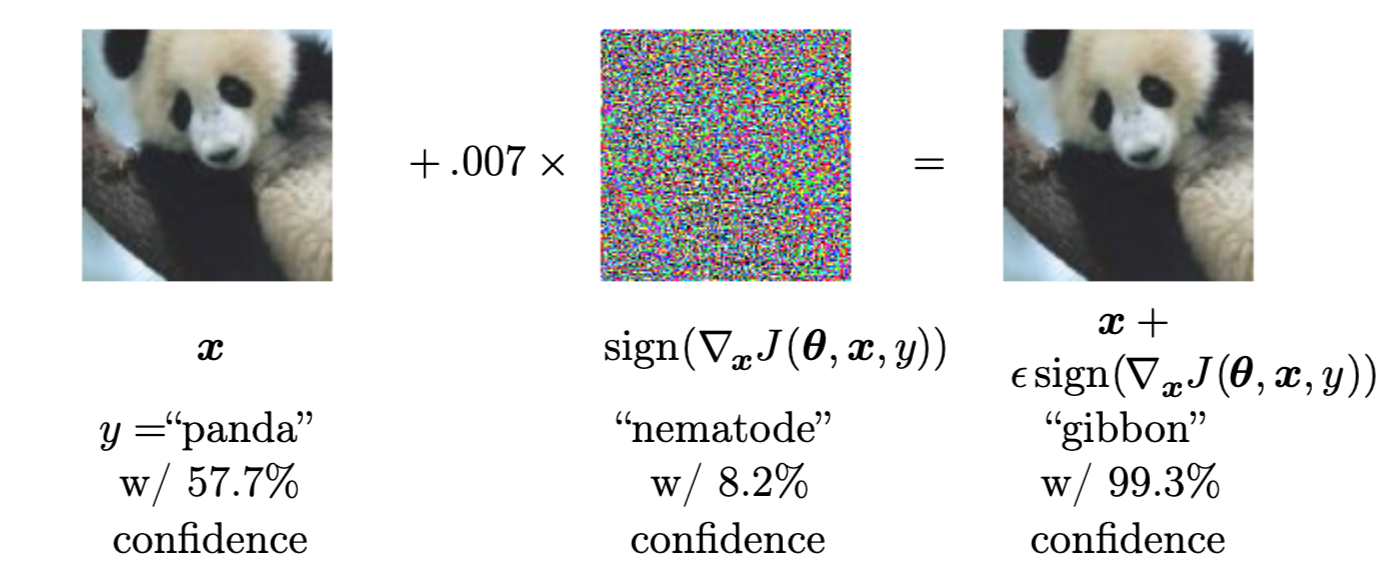 + .007 ×
=
x
y =“panda”
w/ 57.7%
confidence
sign(∇ₓJ(θ, x, y))
“nematode”
w/ 8.2%
confidence
x +
ϵ sign(∇ₓJ(θ, x, y))
“gibbon”
w/ 99.3%
confidence